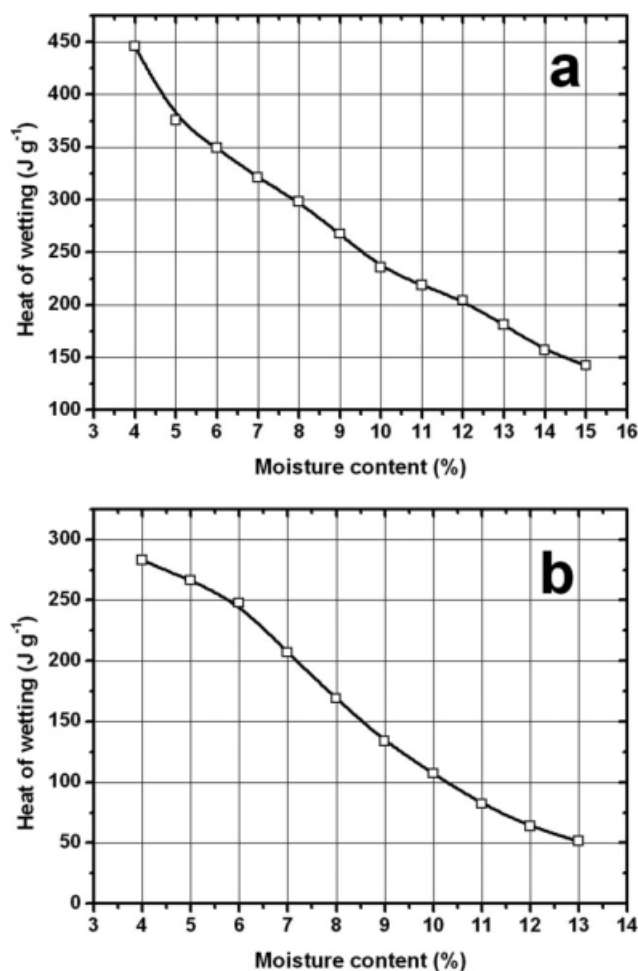 a
450
400
350
300
250
200
150
100
Heat of wetting (J g⁻¹)
3 4 5 6 7 8 9 10 11 12 13 14 15 16
Moisture content (%)
b
300
250
200
150
100
50
0
Heat of wetting (J g⁻¹)
3 4 5 6 7 8 9 10 11 12 13 14
Moisture content (%)